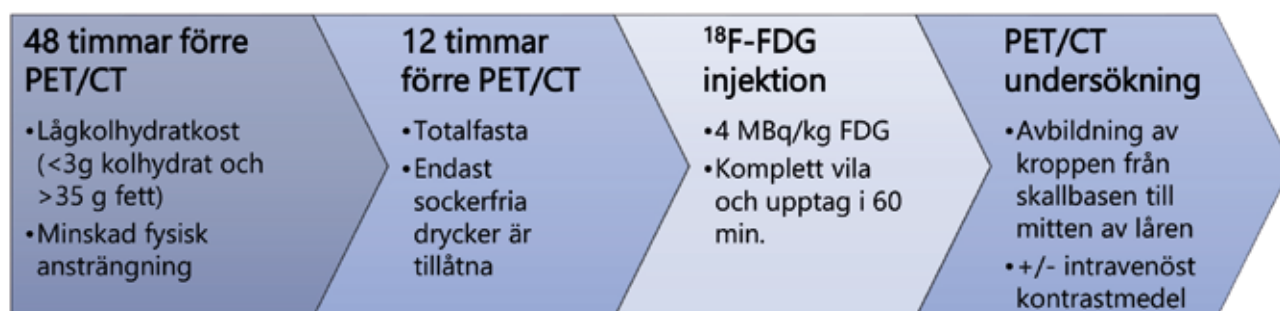 48 timmar förre
PET/CT
•Lågkolhydratkost
(<3g kolhydrat och
>35 g fett)
•Minskad fysisk
ansträngning
12 timmar
förre PET/CT
•Totalfasta
•Endast
sockerfria
drycker är
tillåtna
¹⁸F-FDG
injektion
•4 MBq/kg FDG
•Komplett vila
och upptag i 60
min.
PET/CT
undersökning
•Avbildning av
kroppen från
skallbasen till
mitten av låren
•+/- intravenöst
kontrastmedel